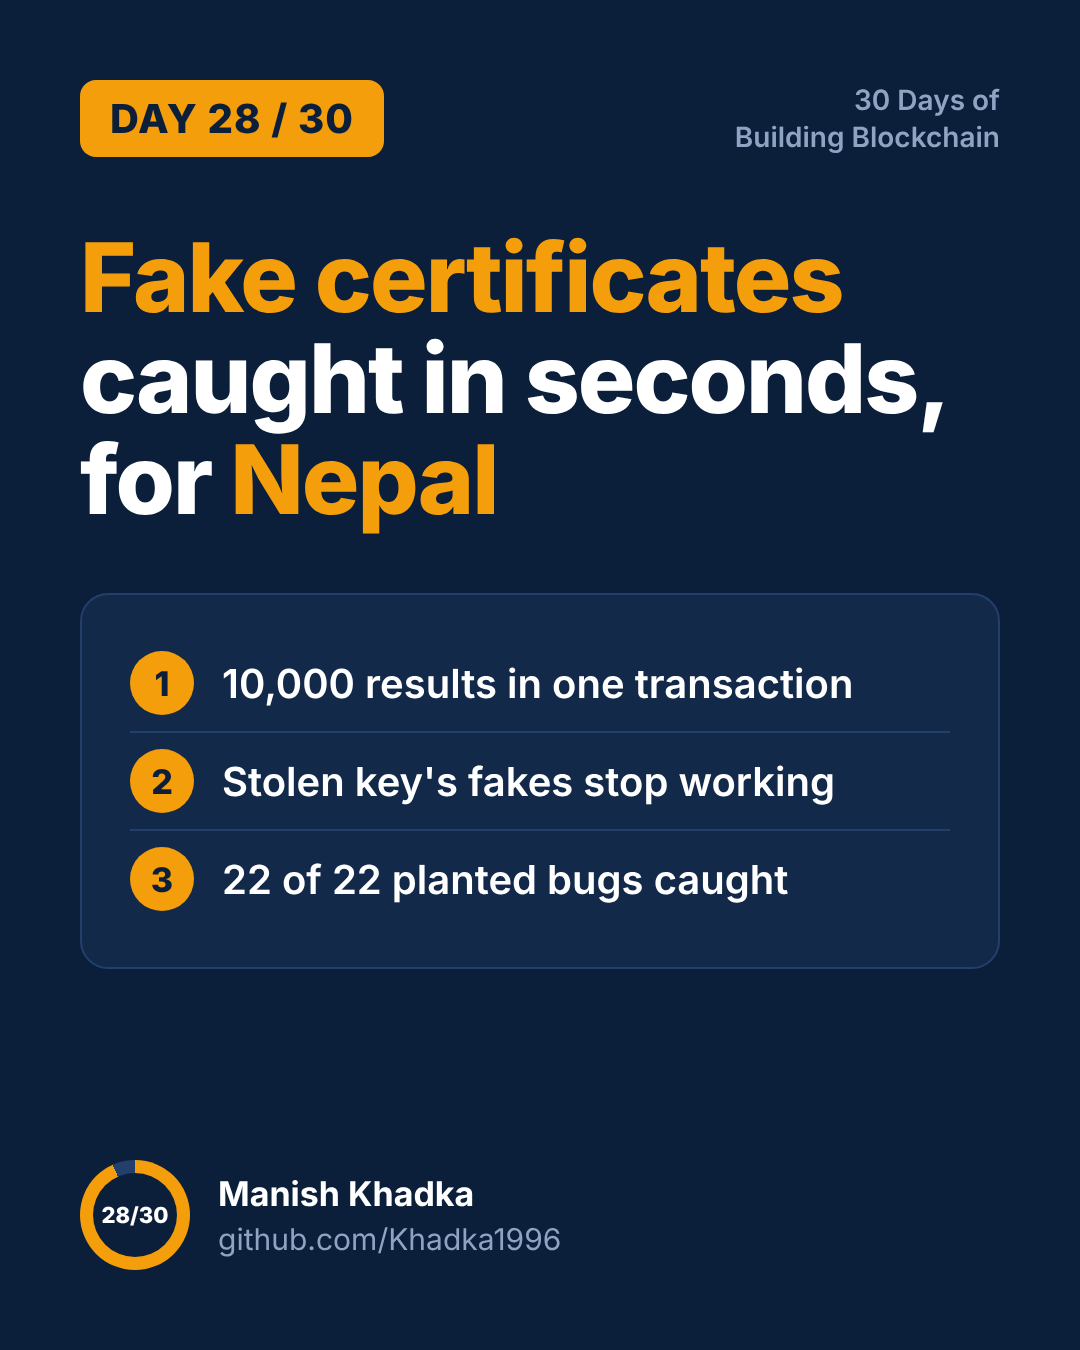 DAY 28 / 30
30 Days of
Building Blockchain
Fake certificates
caught in seconds,
for Nepal
1 10,000 results in one transaction
2 Stolen key's fakes stop working
3 22 of 22 planted bugs caught
28/30
Manish Khadka
github.com/Khadka1996